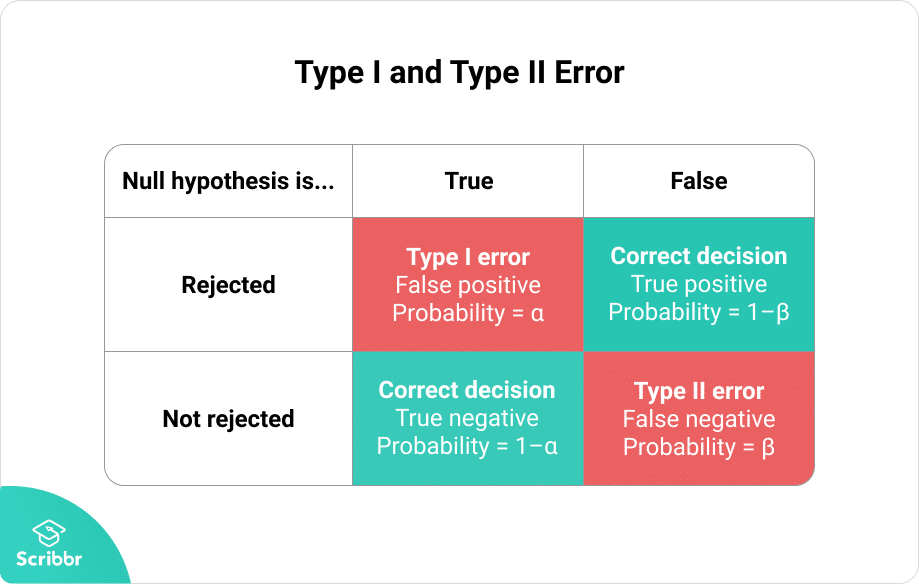 Type I and Type II Error
Null hypothesis is...
True
False
Rejected
Type I error
False positive
Probability = α
Correct decision
True positive
Probability = 1−β
Not rejected
Correct decision
True negative
Probability = 1−α
Type II error
False negative
Probability = β
Scribbr